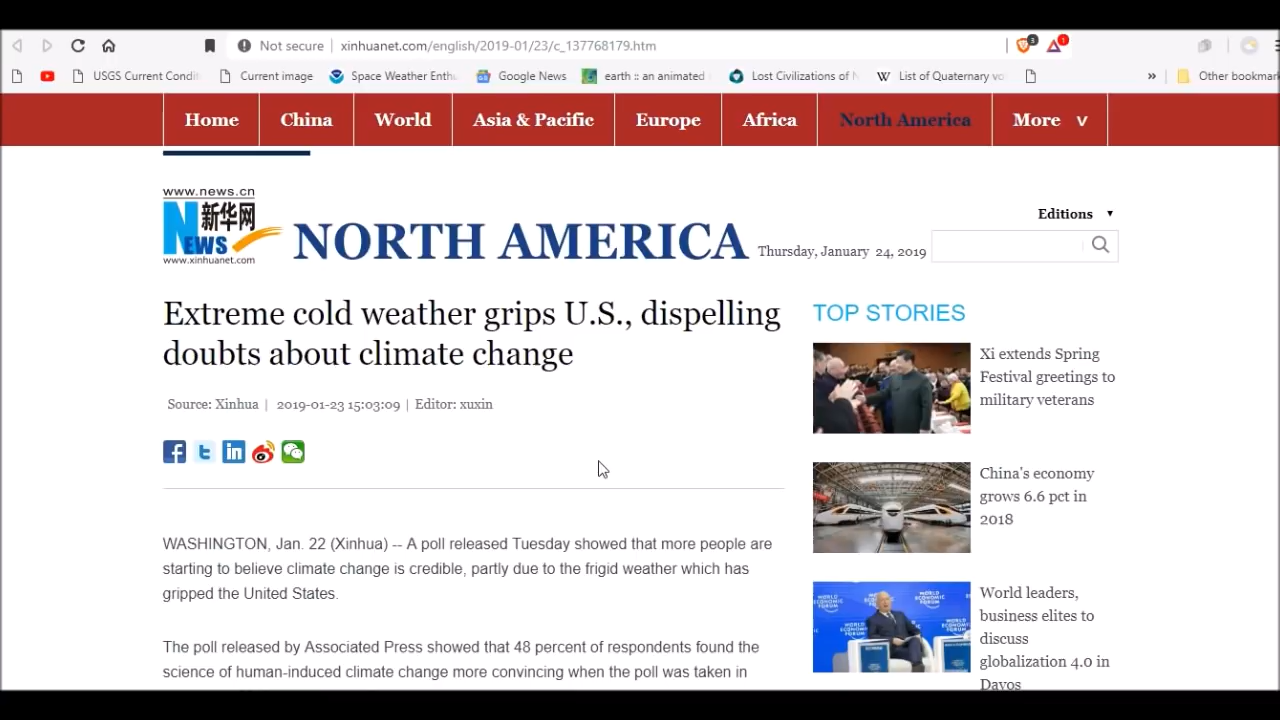 Not secure
xinhuanet.com/english/2019-01/23/c_137768179.htm
3
1
USGS Current Condit
Current image
Space Weather Enth
Google News
earth :: an animated
Lost Civilizations of
List of Quaternary vo
»
Other bookmark
Home
China
World
Asia & Pacific
Europe
Africa
North America
More v
www.news.cn
新华网
NEWS
www.xinhuanet.com
NORTH AMERICA
Thursday, January 24, 2019
Editions
Extreme cold weather grips U.S., dispelling
doubts about climate change
Source: Xinhua | 2019-01-23 15:03:09 | Editor: xuxin
WASHINGTON, Jan. 22 (Xinhua) -- A poll released Tuesday showed that more people are
starting to believe climate change is credible, partly due to the frigid weather which has
gripped the United States.
The poll released by Associated Press showed that 48 percent of respondents found the
science of human-induced climate change more convincing when the poll was taken in
TOP STORIES
Xi extends Spring
Festival greetings to
military veterans
China's economy
grows 6.6 pct in
2018
WORLD
ECONOMIC
FORUM
World leaders,
business elites to
discuss
globalization 4.0 in
Davos